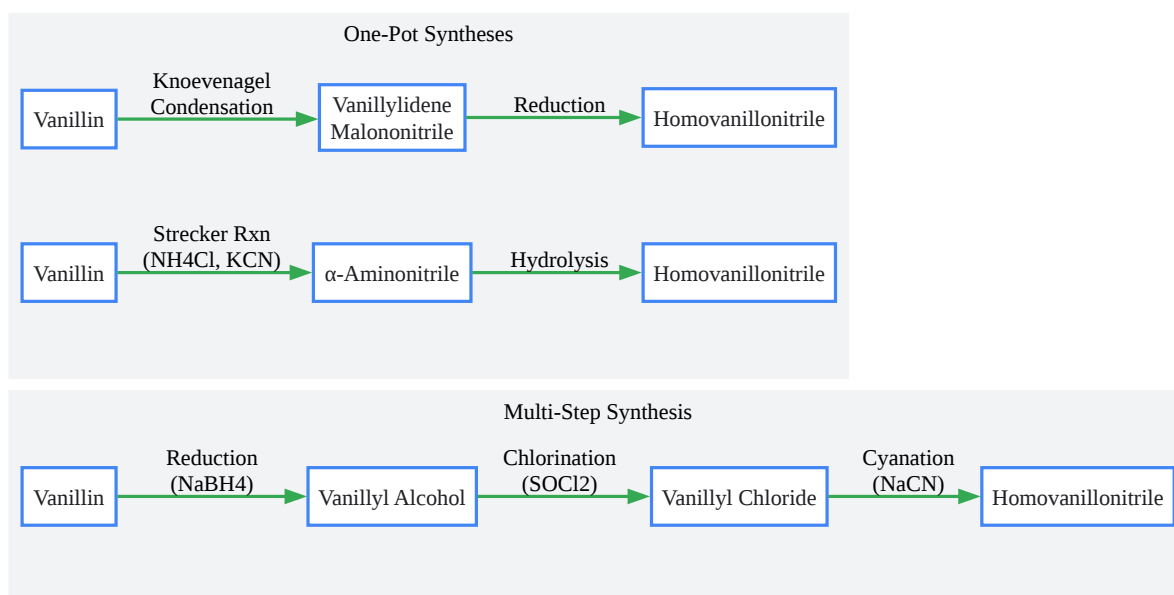 One-Pot Syntheses
Knoevenagel
Condensation
Vanillin
Vanillylidene
Malononitrile
Reduction
Homovanillonitrile
Strecker Rxn
(NH4Cl, KCN)
Vanillin
α-Aminonitrile
Hydrolysis
Homovanillonitrile
Multi-Step Synthesis
Reduction
(NaBH4)
Chlorination
(SOCl2)
Cyanation
(NaCN)
Vanillin
Vanillyl Alcohol
Vanillyl Chloride
Homovanillonitrile